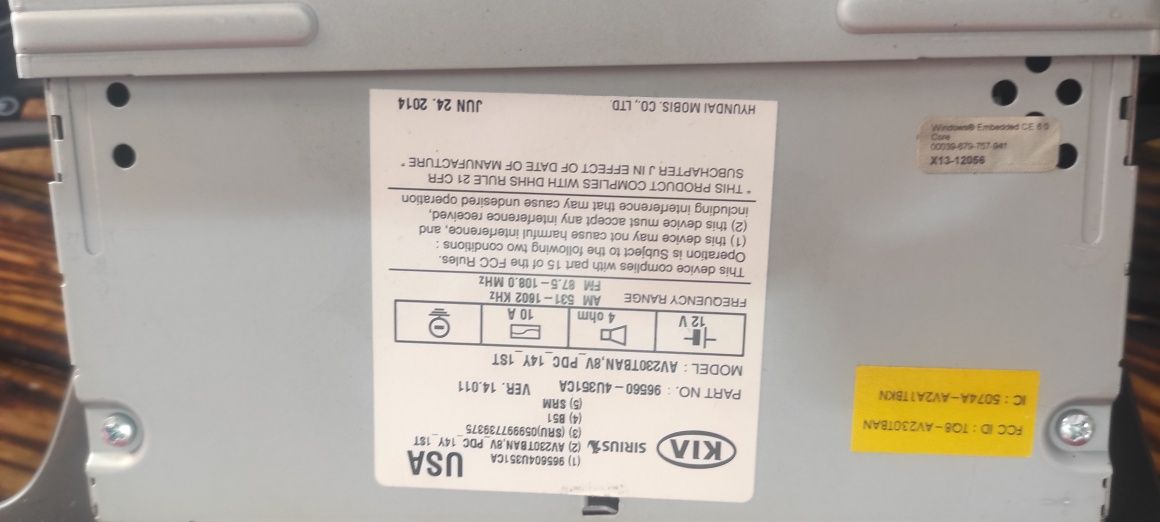 USA
KIA
SIRIUS
(1) 965604U351CA
(2) AV230TBAN,8V_PDC_14Y_1ST
(3) (SRU)059997739375
(4) B51
(5) SRM
PART NO. : 96560-4U351CA VER. 14.011
MODEL : AV230TBAN,8V_PDC_14Y_1ST
12 V
4 ohm
10 A
FREQUENCY RANGE AM 531-1602 KHz
FM 87.5-108.0 MHz
This device complies with part 15 of the FCC Rules.
Operation is Subject to the following two conditions :
(1) this device may not cause harmful interference, and
(2) this device must accept any interference received,
including interference that may cause undesired operation
* THIS PRODUCT COMPLIES WITH DHHS RULE 21 CFR
SUBCHAPTER J IN EFFECT OF DATE OF MANUFACTURE *
HYUNDAI MOBIS. CO., LTD JUN 24. 2014
FCC ID : TQ8-AV230TBAN
IC : 5074A-AV2A1TBKN
Windows® Embedded CE 6.0
Core
00039-679-757-941
X13-12056